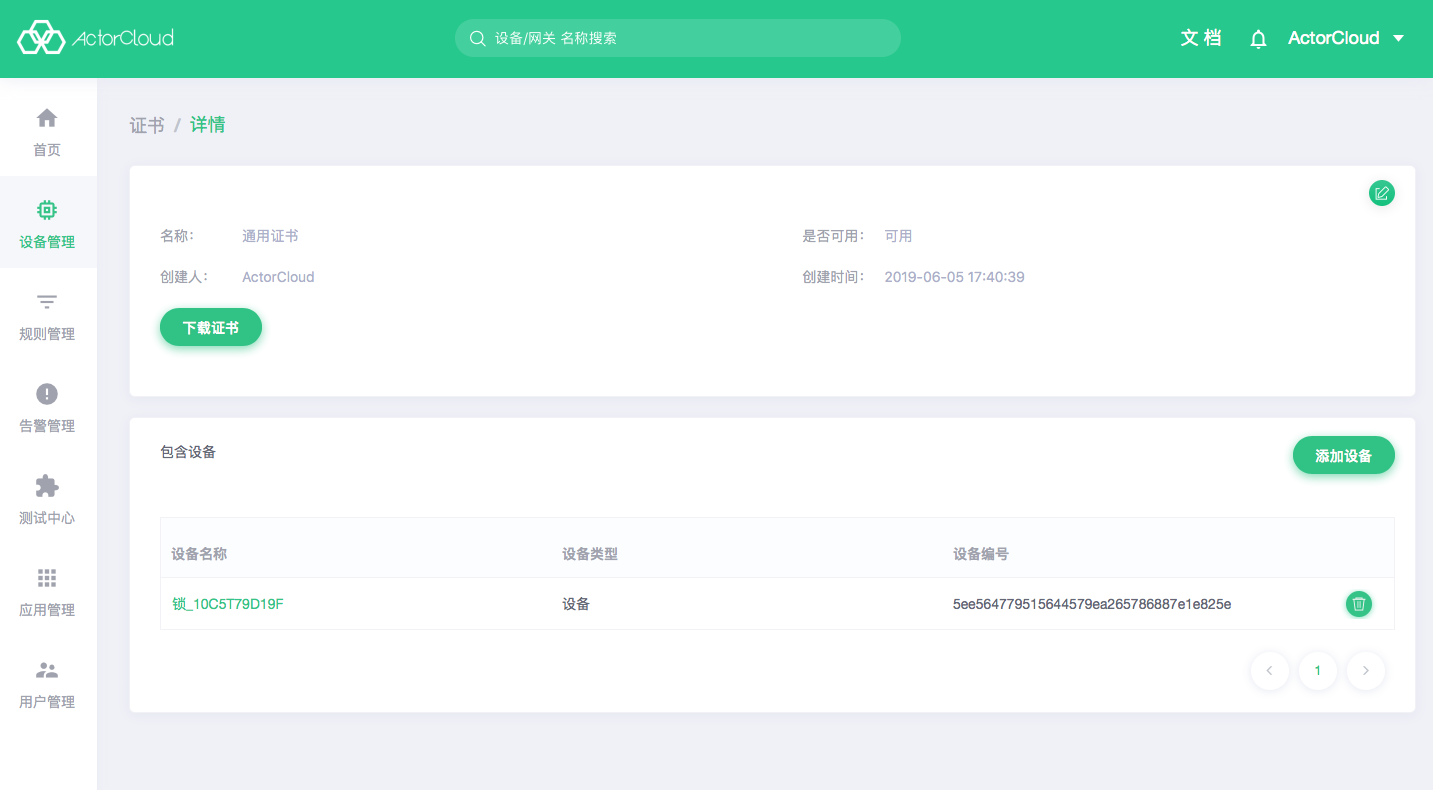 ActorCloud
设备/网关 名称搜索
文 档
ActorCloud
首页
设备管理
规则管理
告警管理
测试中心
应用管理
用户管理
证书 / 详情
名称： 通用证书
是否可用： 可用
创建人： ActorCloud
创建时间： 2019-06-05 17:40:39
下载证书
包含设备
添加设备
设备名称 设备类型 设备编号
锁_10C5T79D19F 设备 5ee564779515644579ea265786887e1e825e
1